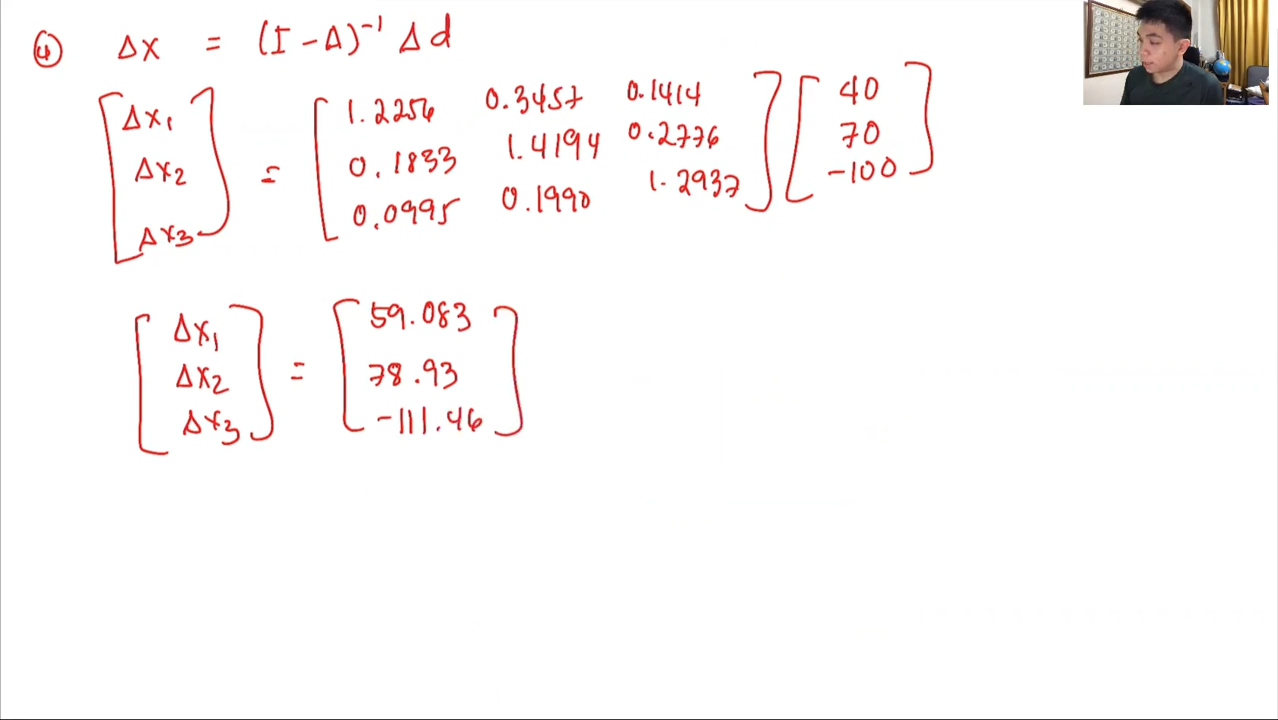 ④ Δx = (I - A)⁻¹ Δd
[Δx₁ Δx₂ Δx₃] = [1.2256 0.3457 0.1414
0.1833 1.4194 0.2776
0.0995 0.1990 1.2937] [40 70 -100]
[Δx₁ Δx₂ Δx₃] = [59.083 78.93 -111.46]